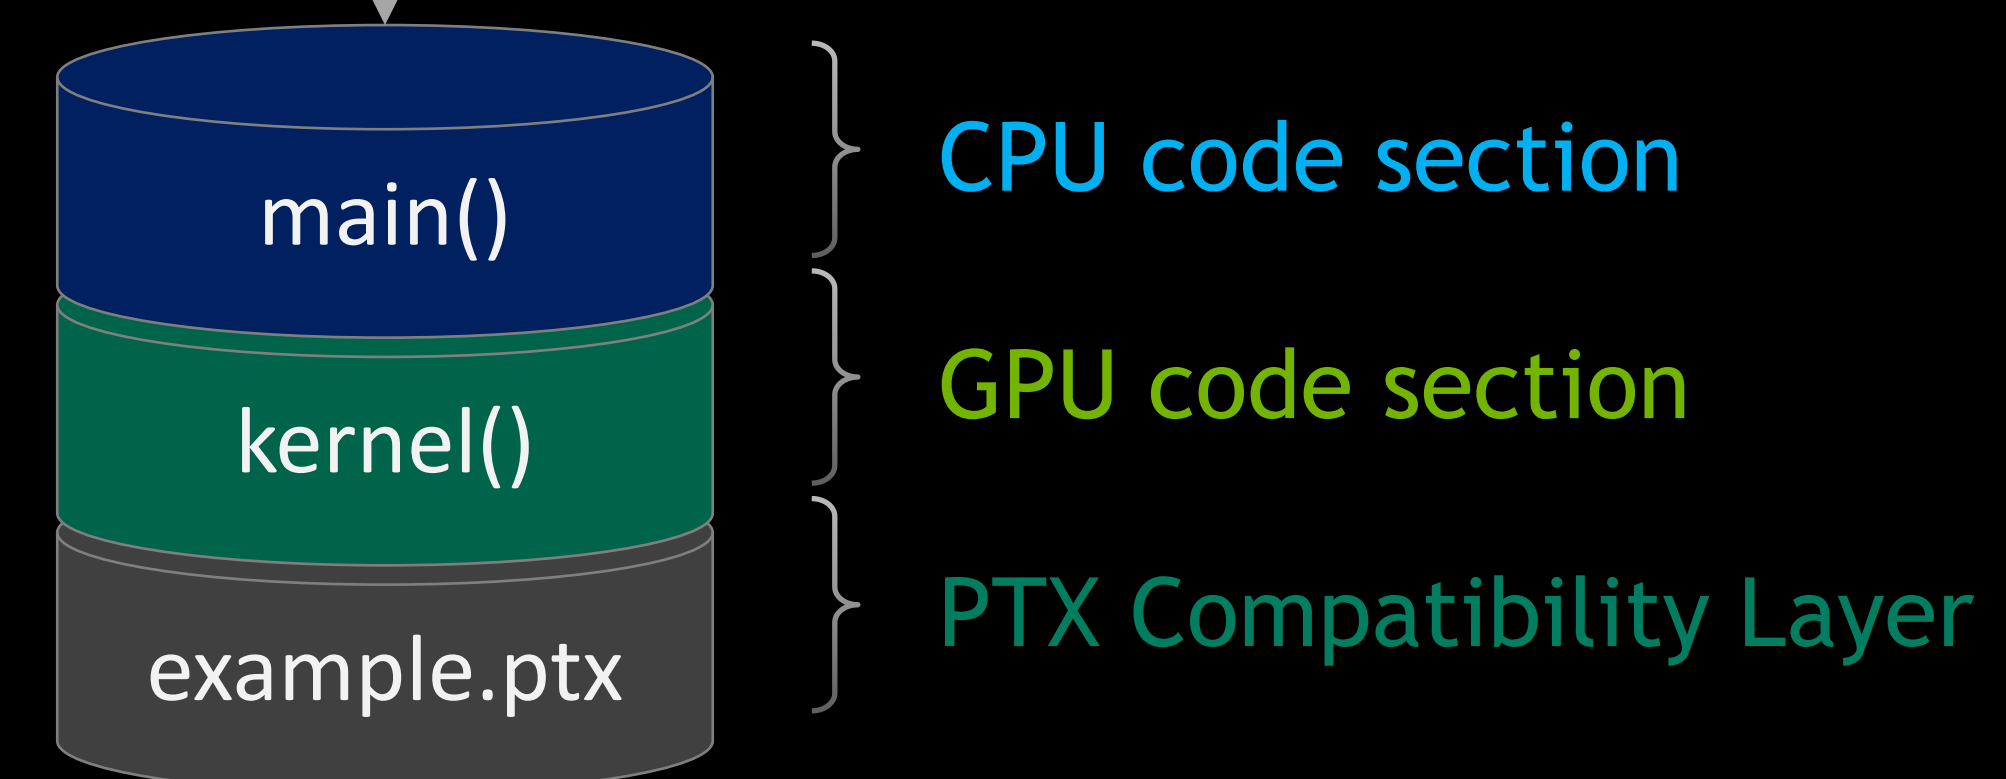 main()
CPU code section
kernel()
GPU code section
example.ptx
PTX Compatibility Layer